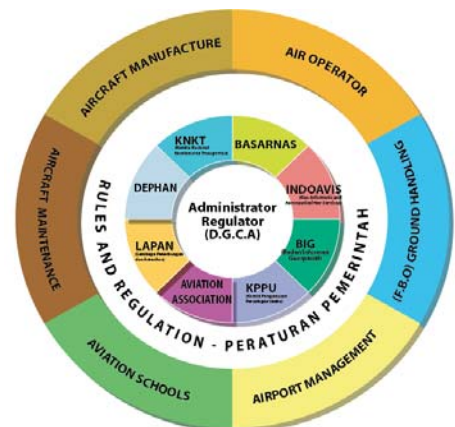 AIRCRAFT MANUFACTURE
AIR OPERATOR
(F.B.O) GROUND HANDLING
AIRPORT MANAGEMENT
AVIATION SCHOOLS
AIRCRAFT MAINTENANCE
RULES AND REGULATION - PERATURAN PEMERINTAH
KNKT
BASARNAS
INDOAVIS
BIG
KPPU
AVIATION
ASSOCIATION
LAPAN
DEPHAN
Administrator
Regulator
(D.G.C.A)